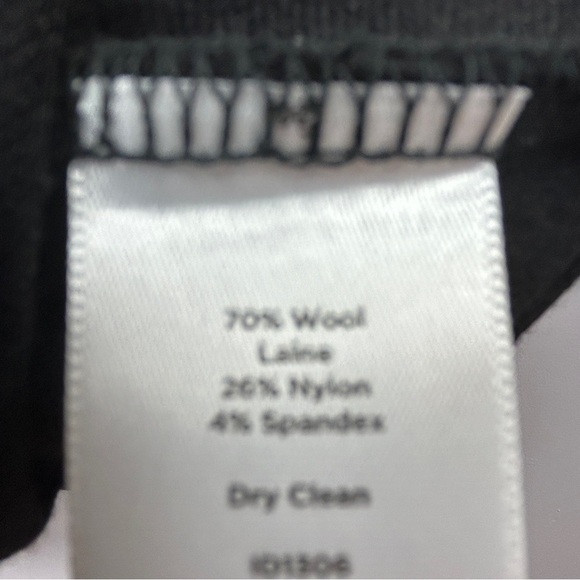 70% Wool
Laine
26% Nylon
4% Spandex
Dry Clean
ID1306